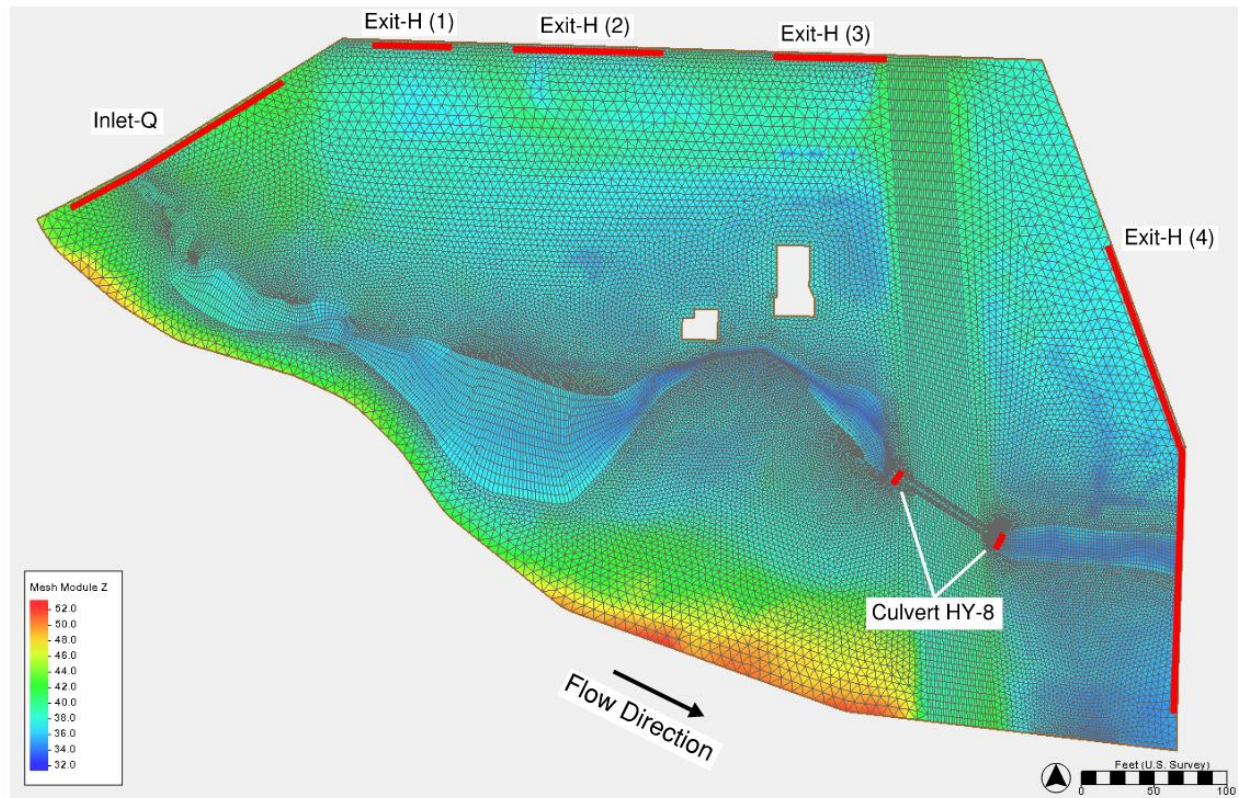 Exit-H (1)
Exit-H (2)
Exit-H (3)
Inlet-Q
Exit-H (4)
Culvert HY-8
Flow Direction
Mesh Module Z
52.0
50.0
48.0
46.0
44.0
42.0
40.0
38.0
36.0
34.0
32.0
Feet (U.S. Survey)
0 50 100